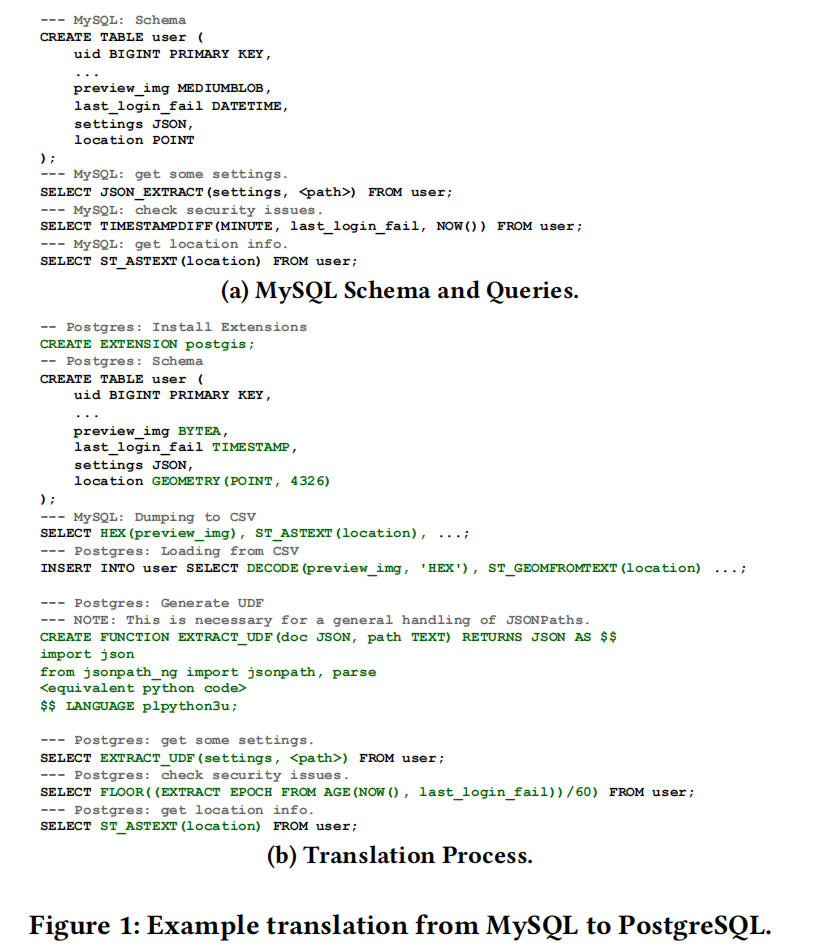 --- MySQL: Schema
CREATE TABLE user (
    uid BIGINT PRIMARY KEY,
    ...
    preview_img MEDIUMBLOB,
    last_login_fail DATETIME,
    settings JSON,
    location POINT
);
--- MySQL: get some settings.
SELECT JSON_EXTRACT(settings, <path>) FROM user;
--- MySQL: check security issues.
SELECT TIMESTAMPDIFF(MINUTE, last_login_fail, NOW()) FROM user;
--- MySQL: get location info.
SELECT ST_ASTEXT(location) FROM user;
(a) MySQL Schema and Queries.
-- Postgres: Install Extensions
CREATE EXTENSION postgis;
-- Postgres: Schema
CREATE TABLE user (
    uid BIGINT PRIMARY KEY,
    ...
    preview_img BYTEA,
    last_login_fail TIMESTAMP,
    settings JSON,
    location GEOMETRY(POINT, 4326)
);
--- MySQL: Dumping to CSV
SELECT HEX(preview_img), ST_ASTEXT(location), ...;
--- Postgres: Loading from CSV
INSERT INTO user SELECT DECODE(preview_img, 'HEX'), ST_GEOMFROMTEXT(location) ...;
--- Postgres: Generate UDF
--- NOTE: This is necessary for a general handling of JSONPaths.
CREATE FUNCTION EXTRACT_UDF(doc JSON, path TEXT) RETURNS JSON AS $$
import json
from jsonpath_ng import jsonpath, parse
<equivalent python code>
$$ LANGUAGE plpython3u;
--- Postgres: get some settings.
SELECT EXTRACT_UDF(settings, <path>) FROM user;
--- Postgres: check security issues.
SELECT FLOOR((EXTRACT EPOCH FROM AGE(NOW(), last_login_fail))/60) FROM user;
--- Postgres: get location info.
SELECT ST_ASTEXT(location) FROM user;
(b) Translation Process.
Figure 1: Example translation from MySQL to PostgreSQL.